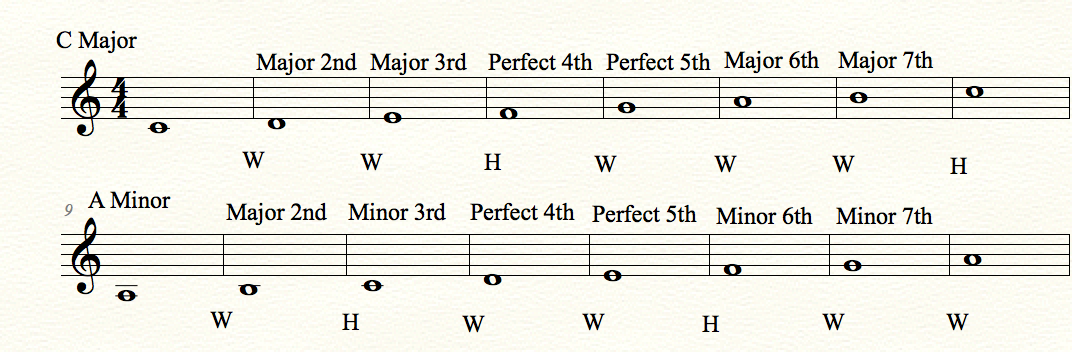 C Major
Major 2nd Major 3rd Perfect 4th Perfect 5th Major 6th Major 7th
4
4
W W H W W W H
9 A Minor
Major 2nd Minor 3rd Perfect 4th Perfect 5th Minor 6th Minor 7th
W H W W H W W